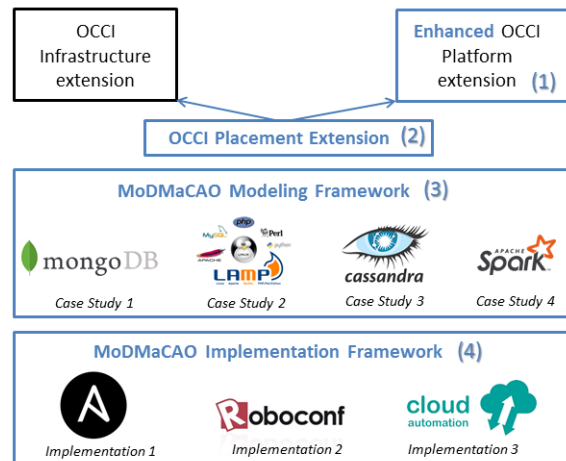 OCCI
Infrastructure
extension
Enhanced OCCI
Platform
extension (1)
OCCI Placement Extension (2)
MoDMaCAO Modeling Framework (3)
mongoDB
MySQL
php
Perl
python
APACHE
LAMP
cassandra
APACHE
Spark
Case Study 1
Case Study 2
Case Study 3
Case Study 4
MoDMaCAO Implementation Framework (4)
A
Roboconf
cloud
automation
Implementation 1
Implementation 2
Implementation 3